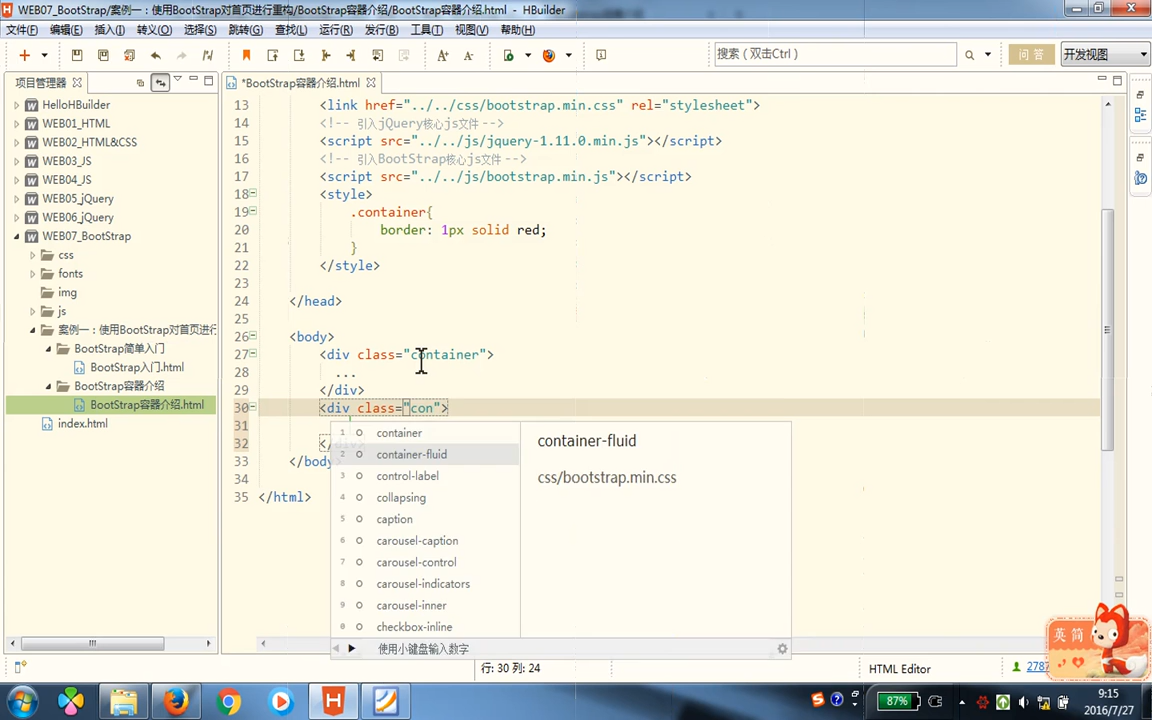 WEB07_BootStrap/案例一：使用BootStrap对首页进行重构/BootStrap容器介绍/BootStrap容器介绍.html - HBuilder
文件(F) 编辑(E) 插入(I) 转义(O) 选择(S) 跳转(G) 查找(L) 运行(R) 发行(B) 工具(T) 视图(V) 帮助(H)
搜索 ( 双击Ctrl )
问 答
开发视图
项目管理器
*BootStrap容器介绍.html
HelloHBuilder
WEB01_HTML
WEB02_HTML&CSS
WEB03_JS
WEB04_JS
WEB05_jQuery
WEB06_jQuery
WEB07_BootStrap
css
fonts
img
js
案例一：使用BootStrap对首页进行
BootStrap简单入门
BootStrap入门.html
BootStrap容器介绍
BootStrap容器介绍.html
index.html
13 <link href="../../css/bootstrap.min.css" rel="stylesheet">
14 <!-- 引入jQuery核心js文件 -->
15 <script src="../../js/jquery-1.11.0.min.js"></script>
16 <!-- 引入BootStrap核心js文件 -->
17 <script src="../../js/bootstrap.min.js"></script>
18 <style>
19 .container{
20 border: 1px solid red;
21 }
22 </style>
23
24 </head>
25
26 <body>
27 <div class="container">
28 ...
29 </div>
30 <div class="con">
31
32 <
33 </body
34
35 </html>
1 container
2 container-fluid
3 control-label
4 collapsing
5 caption
6 carousel-caption
7 carousel-control
8 carousel-indicators
9 carousel-inner
0 checkbox-inline
使用小键盘输入数字
container-fluid
css/bootstrap.min.css
行: 30 列: 24
HTML Editor
2787
英 简
87%
9:15
2016/7/27